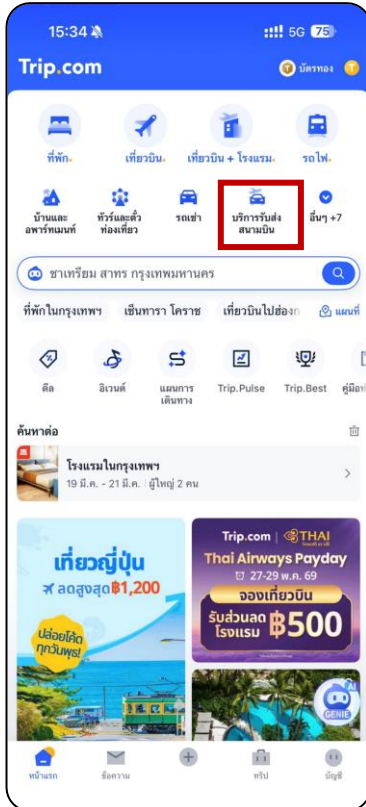 15:34
5G 75
Trip.com
บัตรทอง
ที่พัก
เที่ยวบิน
เที่ยวบิน + โรงแรม
รถไฟ
บ้านและ
อพาร์ทเมนท์
ทัวร์และตั๋ว
ท่องเที่ยว
รถเช่า
บริการรับส่ง
สนามบิน
อื่นๆ +7
ชาเทรียม สาทร กรุงเทพมหานคร
ที่พักในกรุงเทพฯ
เซ็นทารา โคราช
เที่ยวบินไปฮ่อง
แผนที่
ดีล
อีเวนต์
แผนการ
เดินทาง
Trip.Pulse
Trip.Best
ค้นหาต่อ
โรงแรมในกรุงเทพฯ
19 มี.ค. - 21 มี.ค. ผู้ใหญ่ 2 คน
เที่ยวญี่ปุ่น
ลดสูงสุด฿1,200
ปล่อยโค้ด
ทุกวันพุธ!
Trip.com | THAI
Thai Airways Payday
27-29 พ.ค. 69
จองเที่ยวบิน
รับส่วนลด
โรงแรม ฿500
AI
GENIE
หน้าแรก
ข้อความ
ทริป
บัญชี